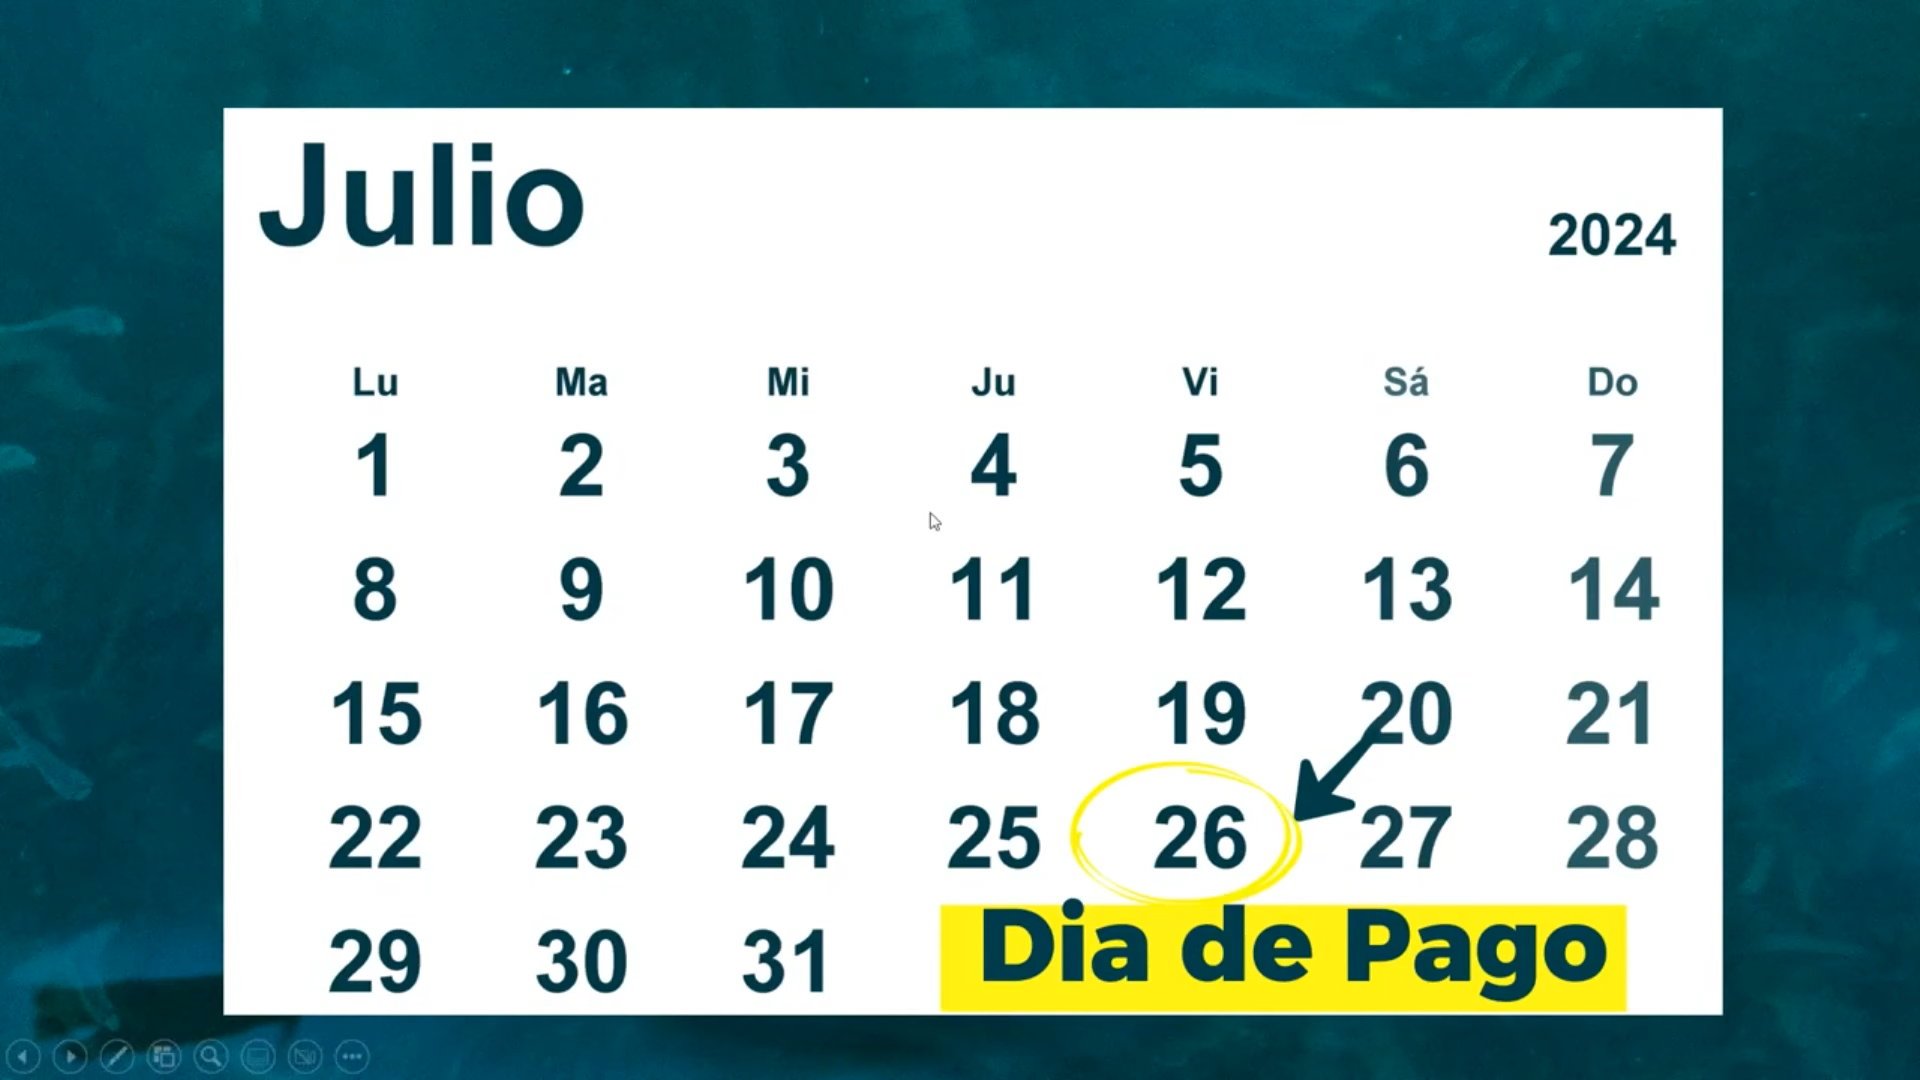 Julio
2024
Lu Ma Mi Ju Vi Sá Do
1 2 3 4 5 6 7
8 9 10 11 12 13 14
15 16 17 18 19 20 21
22 23 24 25 26 27 28
29 30 31
Dia de Pago